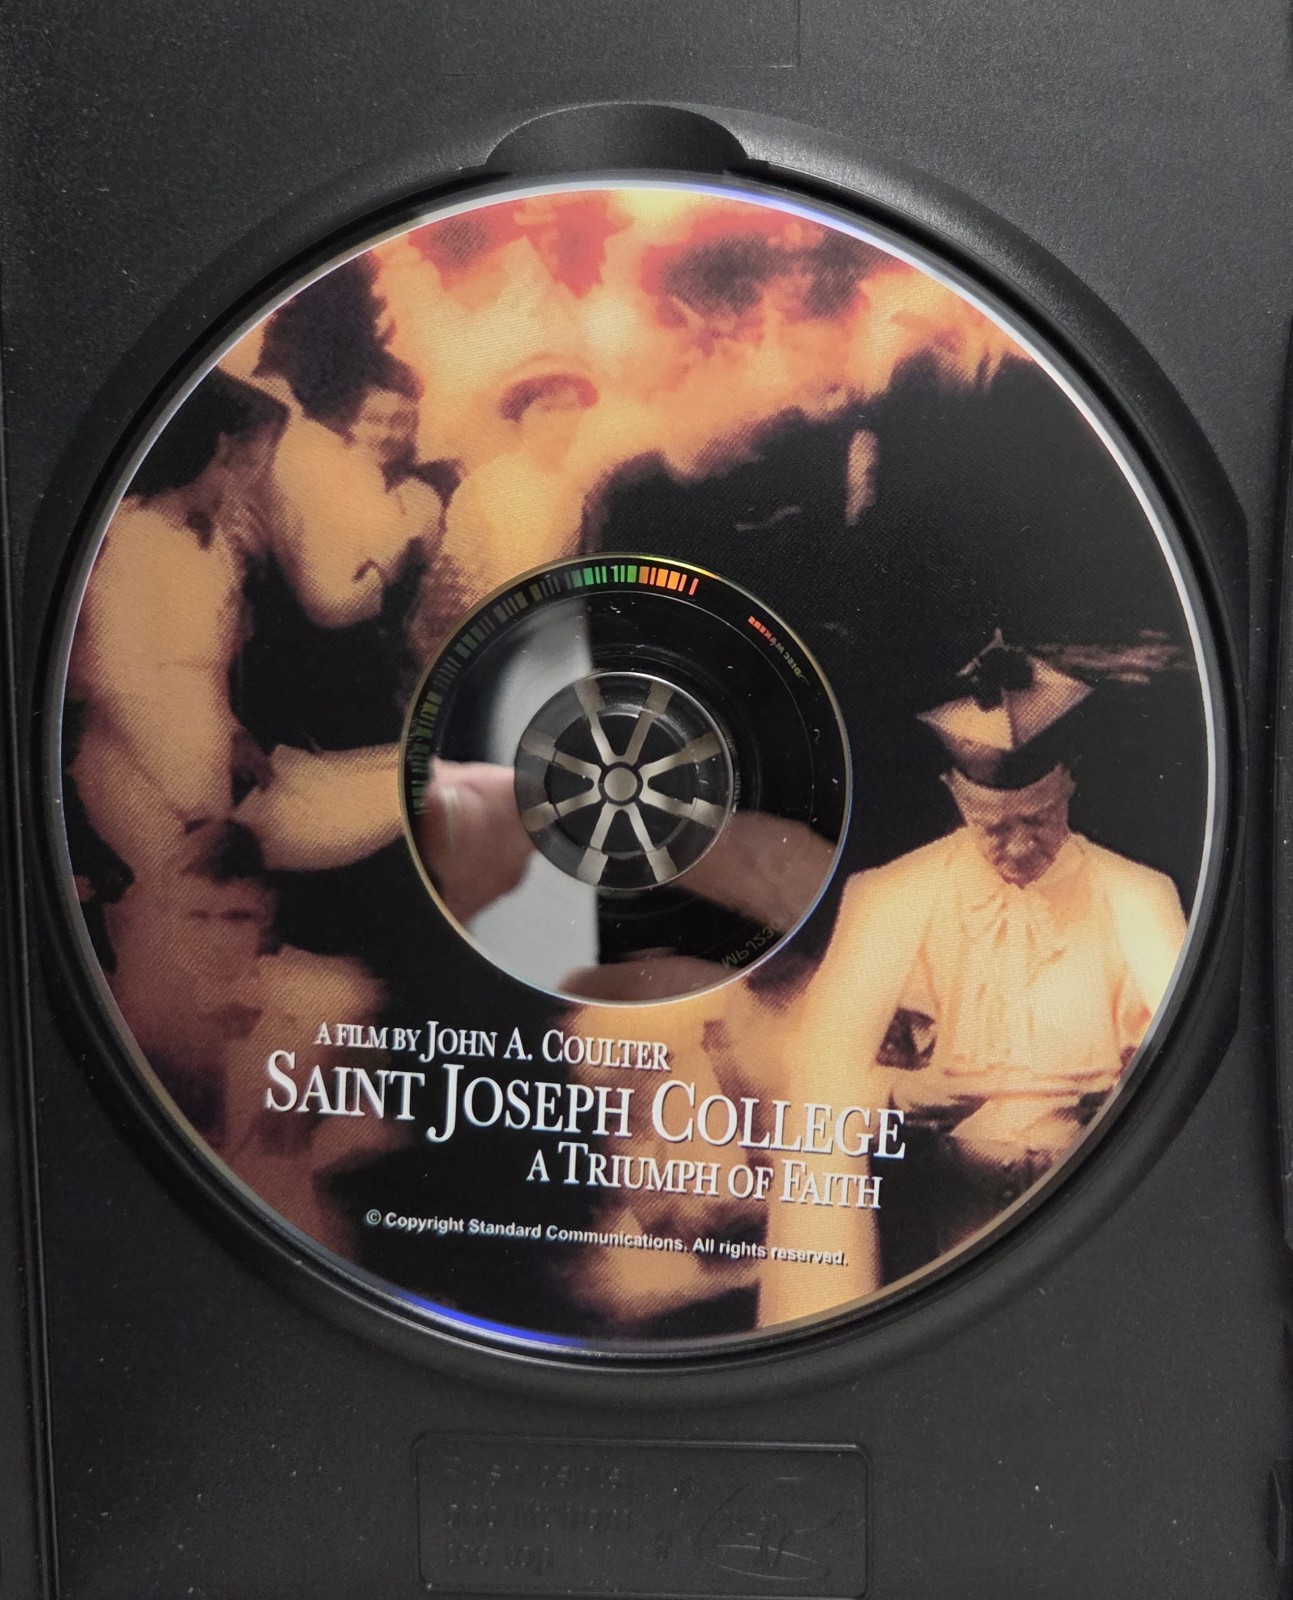 A FILM BY JOHN A. COULTER
SAINT JOSEPH COLLEGE
A TRIUMPH OF FAITH
© Copyright Standard Communications. All rights reserved.